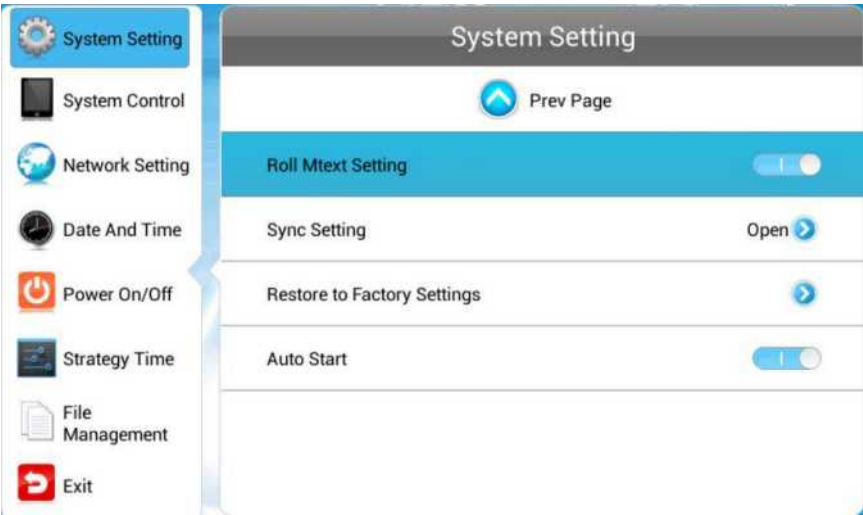 System Setting
System Control
Network Setting
Date And Time
Power On/Off
Strategy Time
File
Management
Exit
System Setting
Prev Page
Roll Mtext Setting
Sync Setting
Open
Restore to Factory Settings
Auto Start